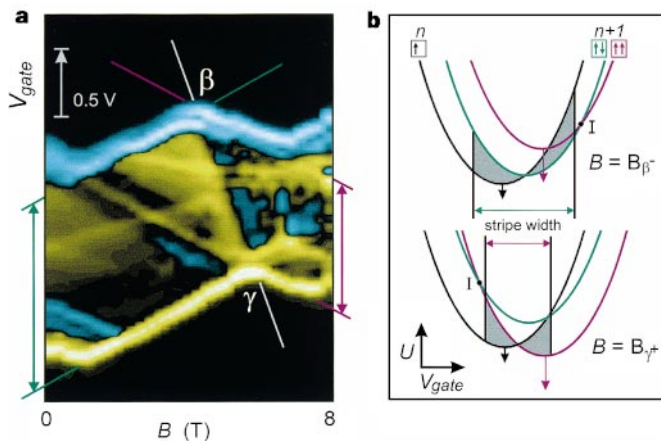 a
V_gate
0.5 V
β
γ
0
8
B (T)
b
n
n+1
↑
↑↓
↑↑
I
B = B_β-
stripe width
I
U
V_gate
B = B_γ+